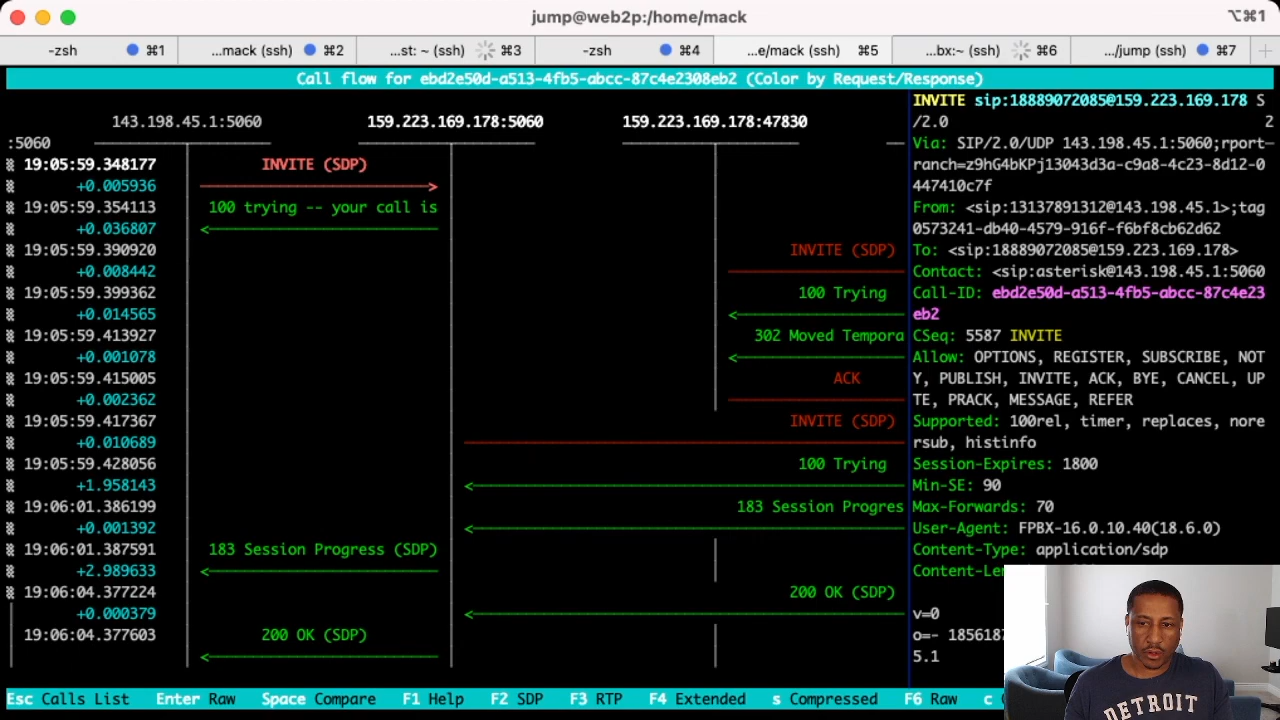 jump@web2p:/home/mack
⌥⌘1
-zsh ⌘1 ...mack (ssh) ⌘2 ...st: ~ (ssh) ⌘3 -zsh ⌘4 ...e/mack (ssh) ⌘5 ...bx:~ (ssh) ⌘6 .../jump (ssh) ⌘7
Call flow for ebd2e50d-a513-4fb5-abcc-87c4e2308eb2 (Color by Request/Response)
143.198.45.1:5060 159.223.169.178:5060 159.223.169.178:47830
:5060
19:05:59.348177 INVITE (SDP)
+0.005936
19:05:59.354113 100 trying -- your call is
+0.036807
19:05:59.390920 INVITE (SDP)
+0.008442
19:05:59.399362 100 Trying
+0.014565
19:05:59.413927 302 Moved Tempora
+0.001078
19:05:59.415005 ACK
+0.002362
19:05:59.417367 INVITE (SDP)
+0.010689
19:05:59.428056 100 Trying
+1.958143
19:06:01.386199 183 Session Progres
+0.001392
19:06:01.387591 183 Session Progress (SDP)
+2.989633
19:06:04.377224 200 OK (SDP)
+0.000379
19:06:04.377603 200 OK (SDP)
INVITE sip:18889072085@159.223.169.178 S
/2.0 2
Via: SIP/2.0/UDP 143.198.45.1:5060;rport
ranch=z9hG4bKPj13043d3a-c9a8-4c23-8d12-0
447410c7f
From: <sip:13137891312@143.198.45.1>;tag
0573241-db40-4579-916f-f6bf8cb62d62
To: <sip:18889072085@159.223.169.178>
Contact: <sip:asterisk@143.198.45.1:5060
Call-ID: ebd2e50d-a513-4fb5-abcc-87c4e23
eb2
CSeq: 5587 INVITE
Allow: OPTIONS, REGISTER, SUBSCRIBE, NOT
Y, PUBLISH, INVITE, ACK, BYE, CANCEL, UP
TE, PRACK, MESSAGE, REFER
Supported: 100rel, timer, replaces, nore
rsub, histinfo
Session-Expires: 1800
Min-SE: 90
Max-Forwards: 70
User-Agent: FPBX-16.0.10.40(18.6.0)
Content-Type: application/sdp
Content-Le
v=0
o=- 185618
5.1
DETROIT
Esc Calls List Enter Raw Space Compare F1 Help F2 SDP F3 RTP F4 Extended s Compressed F6 Raw c